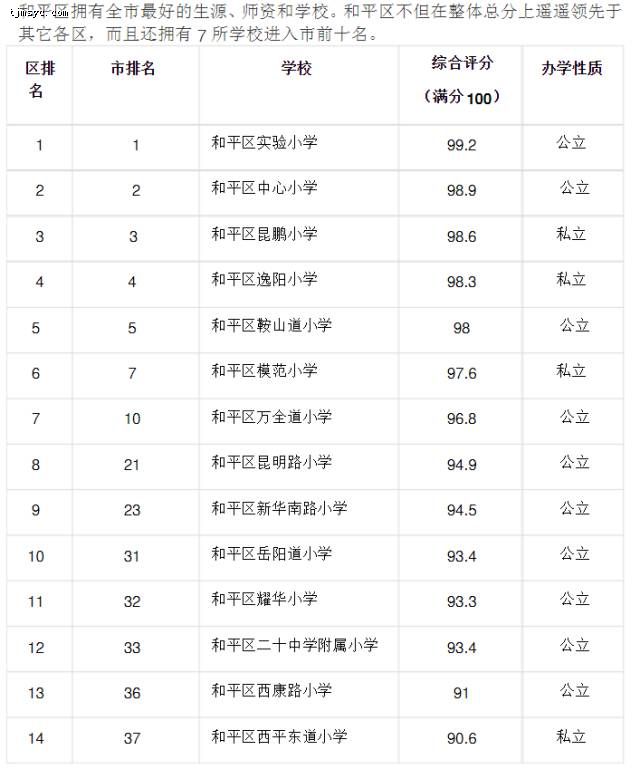 tjmsyd.com
和平区拥有全市最好的生源、师资和学校。和平区不但在整体总分上遥遥领先于
其它各区，而且还拥有 7 所学校进入市前十名。
区排名 市排名 学校 综合评分（满分 100） 办学性质
1 1 和平区实验小学 99.2 公立
2 2 和平区中心小学 98.9 公立
3 3 和平区昆鹏小学 98.6 私立
4 4 和平区逸阳小学 98.3 私立
5 5 和平区鞍山道小学 98 公立
6 7 和平区模范小学 97.6 私立
7 10 和平区万全道小学 96.8 公立
8 21 和平区昆明路小学 94.9 公立
9 23 和平区新华南路小学 94.5 公立
10 31 和平区岳阳道小学 93.4 公立
11 32 和平区耀华小学 93.3 公立
12 33 和平区二十中学附属小学 93.4 公立
13 36 和平区西康路小学 91 公立
14 37 和平区西平东道小学 90.6 私立